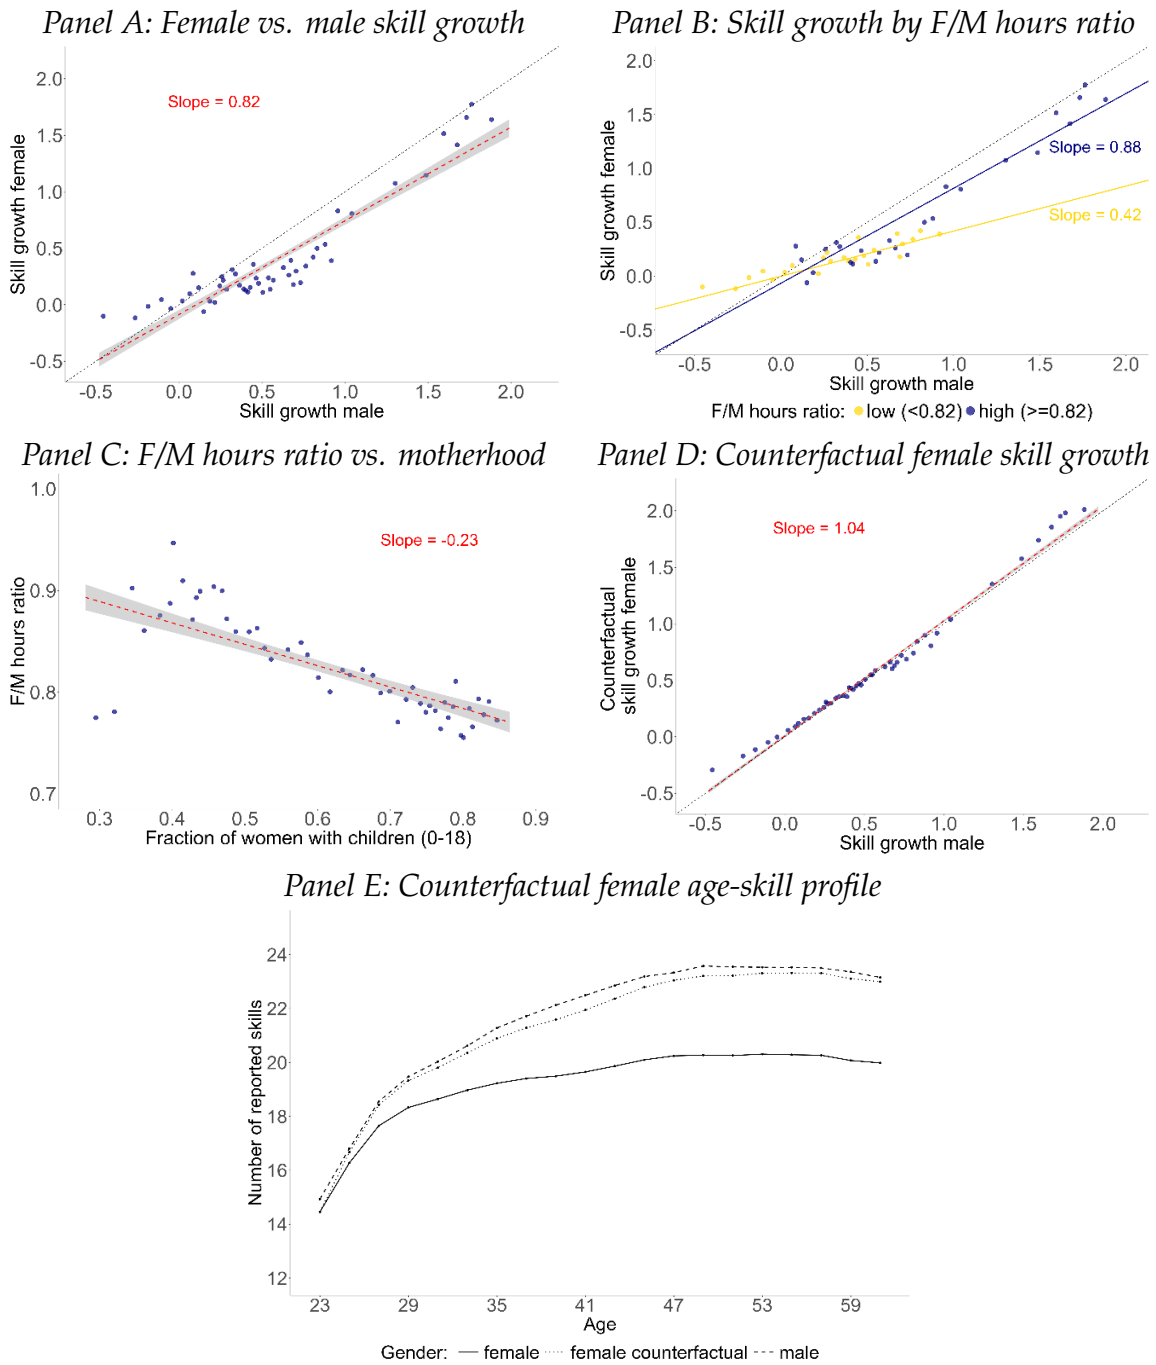 Panel A: Female vs. male skill growth
Slope = 0.82
Skill growth female
2.0
1.5
1.0
0.5
0.0
-0.5
-0.5 0.0 0.5 1.0 1.5 2.0
Skill growth male
Panel B: Skill growth by F/M hours ratio
Slope = 0.88
Slope = 0.42
Skill growth female
2.0
1.5
1.0
0.5
0.0
-0.5
-0.5 0.0 0.5 1.0 1.5 2.0
Skill growth male
F/M hours ratio: low (<0.82) high (>=0.82)
Panel C: F/M hours ratio vs. motherhood
Slope = -0.23
F/M hours ratio
1.0
0.9
0.8
0.7
0.3 0.4 0.5 0.6 0.7 0.8 0.9
Fraction of women with children (0-18)
Panel D: Counterfactual female skill growth
Slope = 1.04
Counterfactual
skill growth female
2.0
1.5
1.0
0.5
0.0
-0.5
-0.5 0.0 0.5 1.0 1.5 2.0
Skill growth male
Panel E: Counterfactual female age-skill profile
Number of reported skills
24
22
20
18
16
14
12
23 29 35 41 47 53 59
Age
Gender: female female counterfactual male